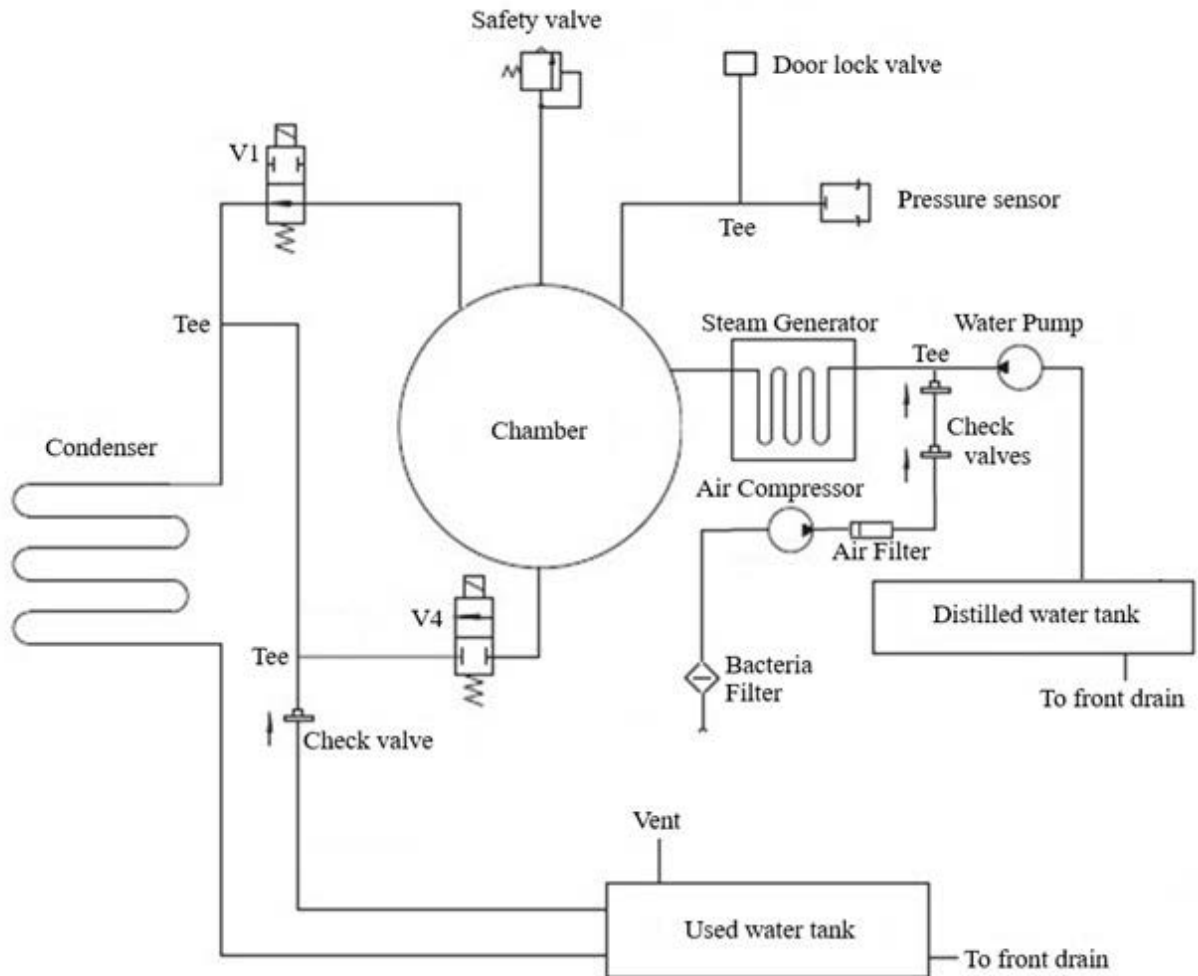 Safety valve
Door lock valve
V1
Pressure sensor
Tee
Tee
Steam Generator
Water Pump
Tee
Chamber
Check
valves
Condenser
Air Compressor
Air Filter
V4
Distilled water tank
Tee
Bacteria
Filter
To front drain
Check valve
Vent
Used water tank
To front drain